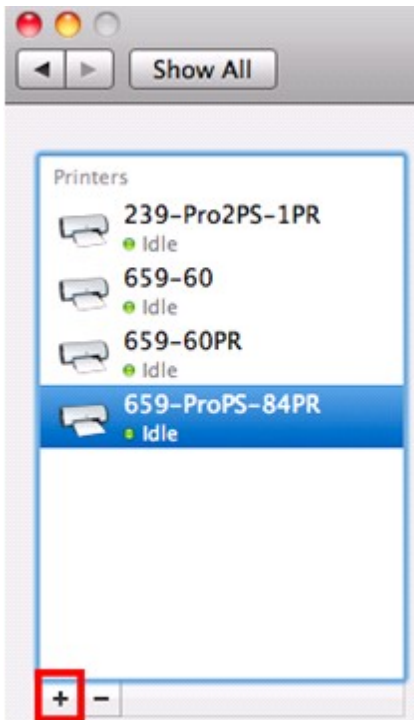 Show All
Printers
239-Pro2PS-1PR
Idle
659-60
Idle
659-60PR
Idle
659-ProPS-84PR
Idle
+ −